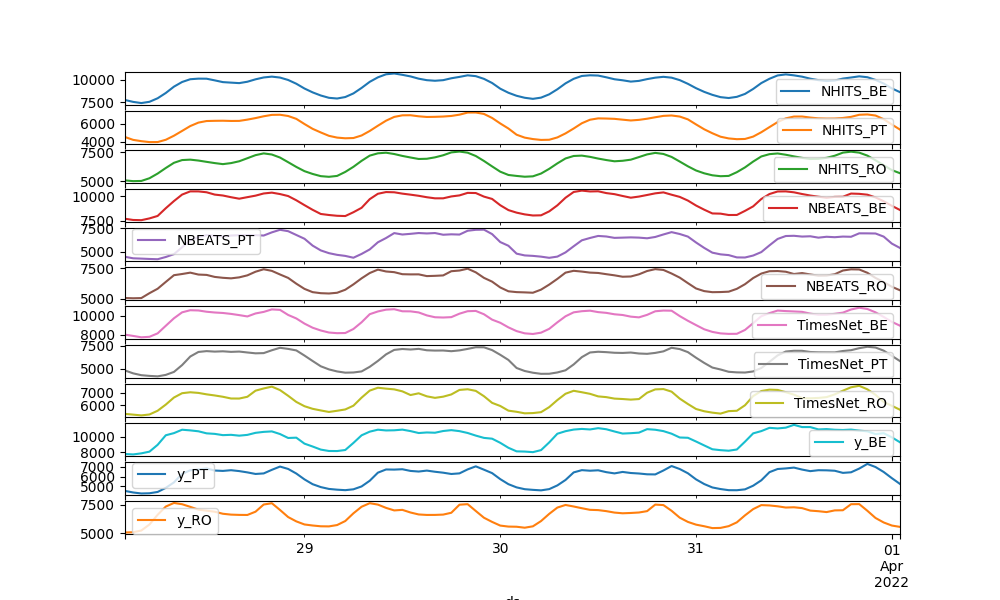 10000
7500
NHITS_BE
6000
4000
NHITS_PT
7500
5000
NHITS_RO
10000
7500
NBEATS_BE
7500
5000
NBEATS_PT
7500
5000
NBEATS_RO
10000
8000
TimesNet_BE
7500
5000
TimesNet_PT
7000
6000
TimesNet_RO
10000
8000
y_BE
7000
6000
5000
y_PT
7500
5000
y_RO
29 30 31 01
Apr
2022